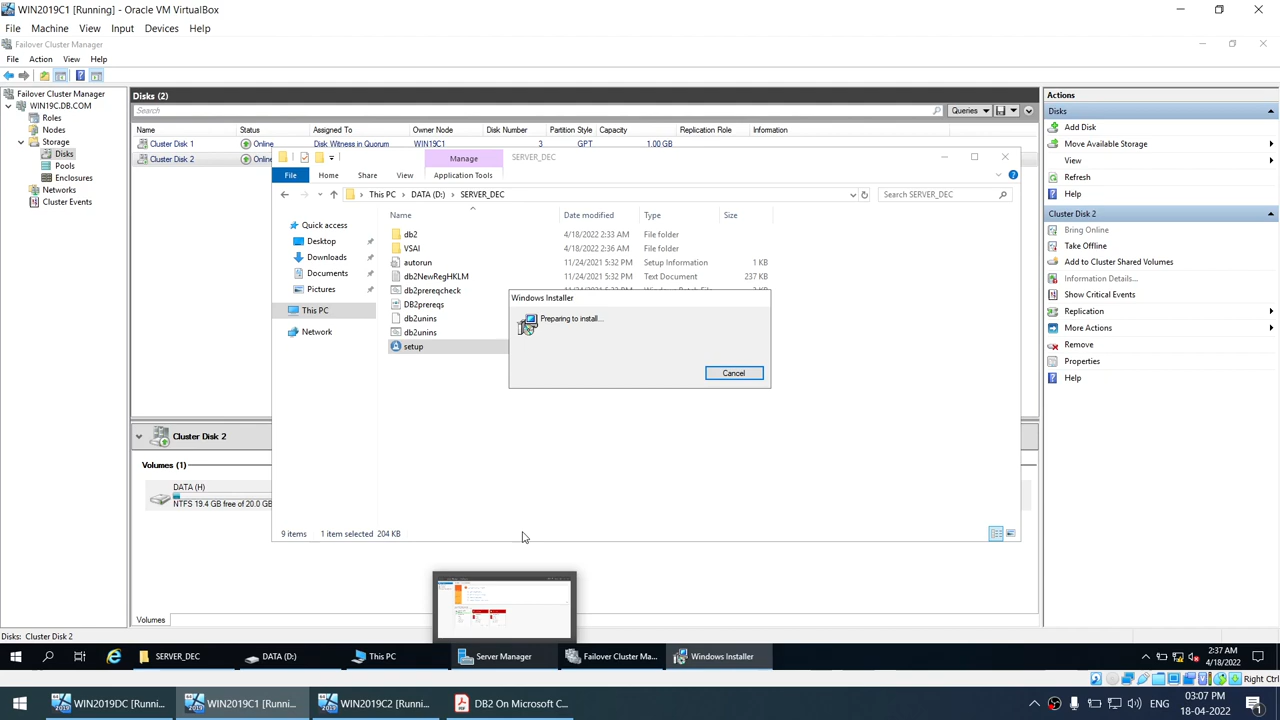 WIN2019C1 [Running] - Oracle VM VirtualBox
File Machine View Input Devices Help
Failover Cluster Manager
File Action View Help
Failover Cluster Manager
WIN19C.DB.COM
Roles
Nodes
Storage
Disks
Pools
Enclosures
Networks
Cluster Events
Disks (2)
Search
Queries
Name Status Assigned To Owner Node Disk Number Partition Style Capacity Replication Role Information
Cluster Disk 1 Online Disk Witness in Quorum WIN19C1 3 GPT 1.00 GB
Cluster Disk 2
Manage SERVER_DEC
File Home Share View Application Tools
This PC DATA (D:) SERVER_DEC
Search SERVER_DEC
Quick access
Desktop
Downloads
Documents
Pictures
This PC
Network
Name Date modified Type Size
db2 4/18/2022 2:33 AM File folder
VSAI 4/18/2022 2:36 AM File folder
autorun 11/24/2021 5:32 PM Setup Information 1 KB
db2NewRegHKLM 11/24/2021 5:32 PM Text Document 237 KB
db2prereqcheck
DB2prereqs
db2unins
db2unins
setup
Windows Installer
Preparing to install...
Cancel
9 items 1 item selected 204 KB
Cluster Disk 2
Volumes (1)
DATA (H)
NTFS 19.4 GB free of 20.0 GB
Volumes
Disks: Cluster Disk 2
Actions
Disks
Add Disk
Move Available Storage
View
Refresh
Help
Cluster Disk 2
Bring Online
Take Offline
Add to Cluster Shared Volumes
Information Details...
Show Critical Events
Replication
More Actions
Remove
Properties
Help
SERVER_DEC DATA (D:) This PC Server Manager Failover Cluster Ma... Windows Installer
2:37 AM
4/18/2022
Right Ctrl
WIN2019DC [Runnin... WIN2019C1 [Runni... WIN2019C2 [Runni... DB2 On Microsoft C...
ENG
03:07 PM
18-04-2022